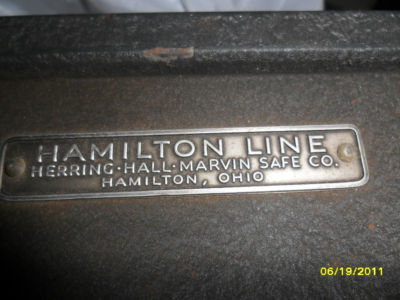 HAMILTON LINE
HERRING·HALL·MARVIN SAFE CO.
HAMILTON, OHIO
06/19/2011